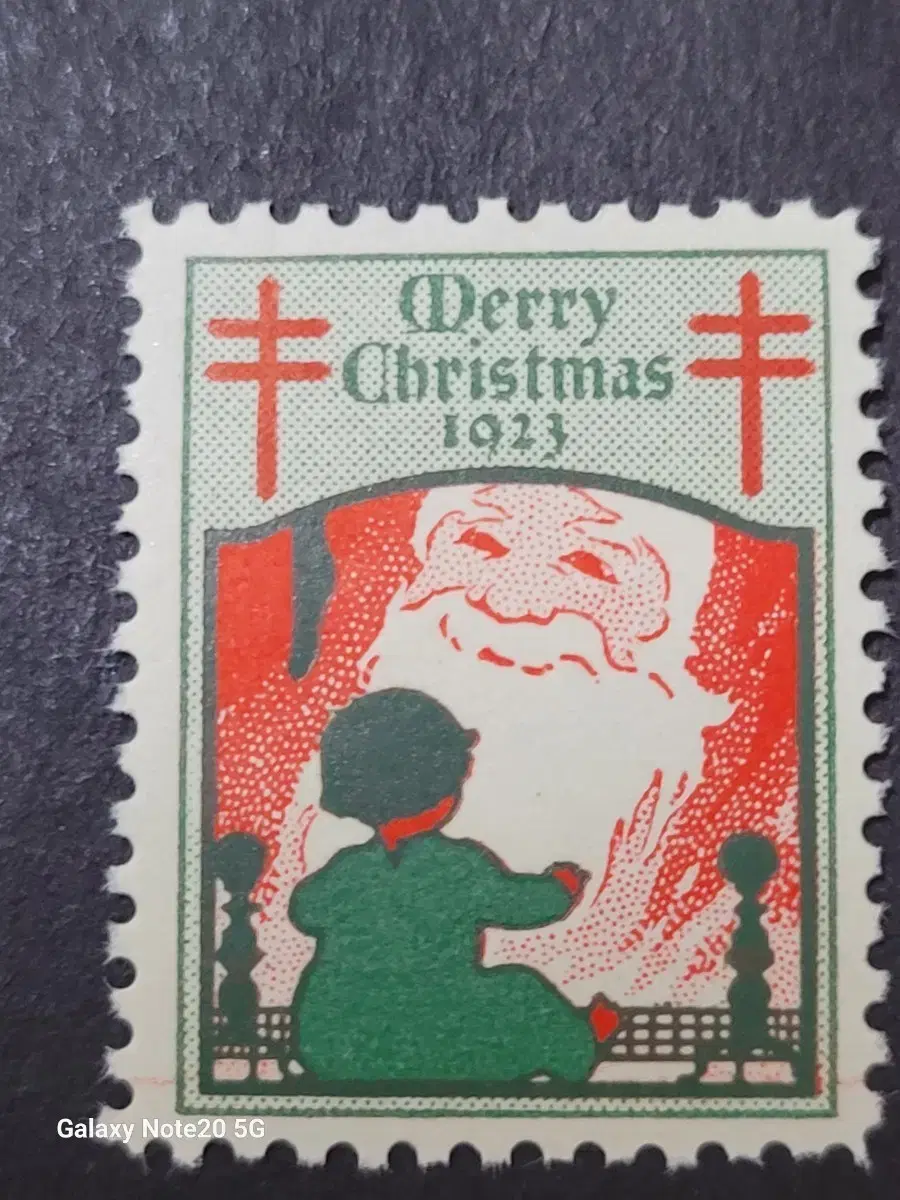 Merry
Christmas
1923
Galaxy Note20 5G